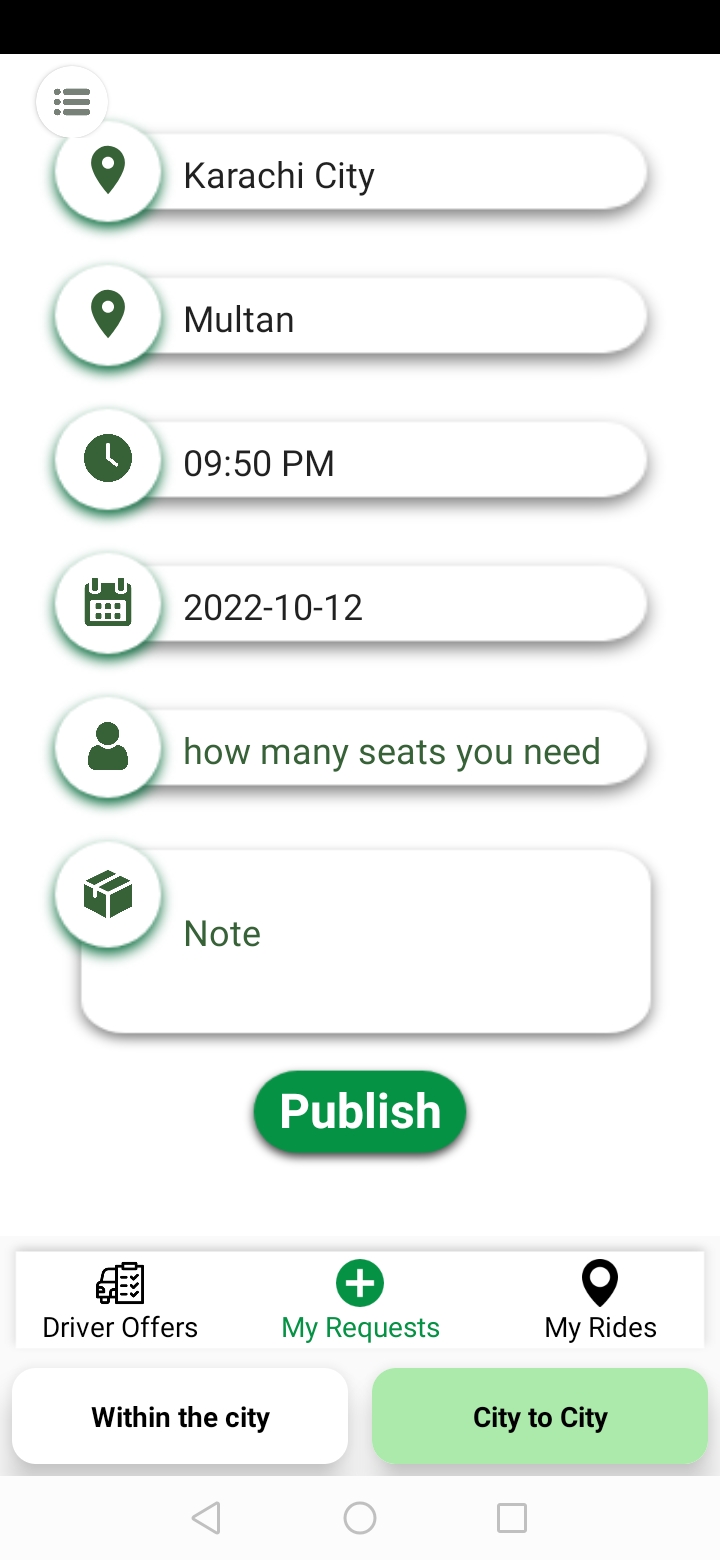 Karachi City
Multan
09:50 PM
2022-10-12
how many seats you need
Note
Publish
Driver Offers
My Requests
My Rides
Within the city
City to City